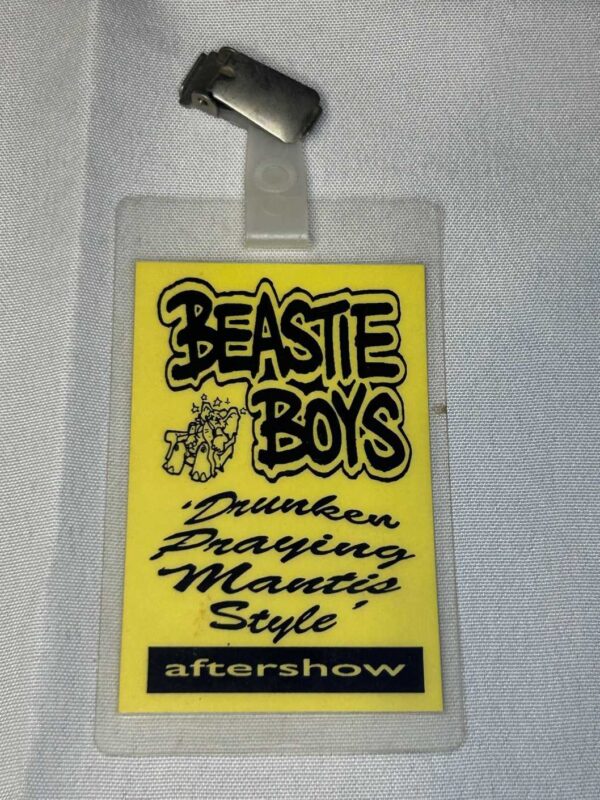 BEASTIE
BOYS
'Drunken
Praying
Mantis
Style'
aftershow